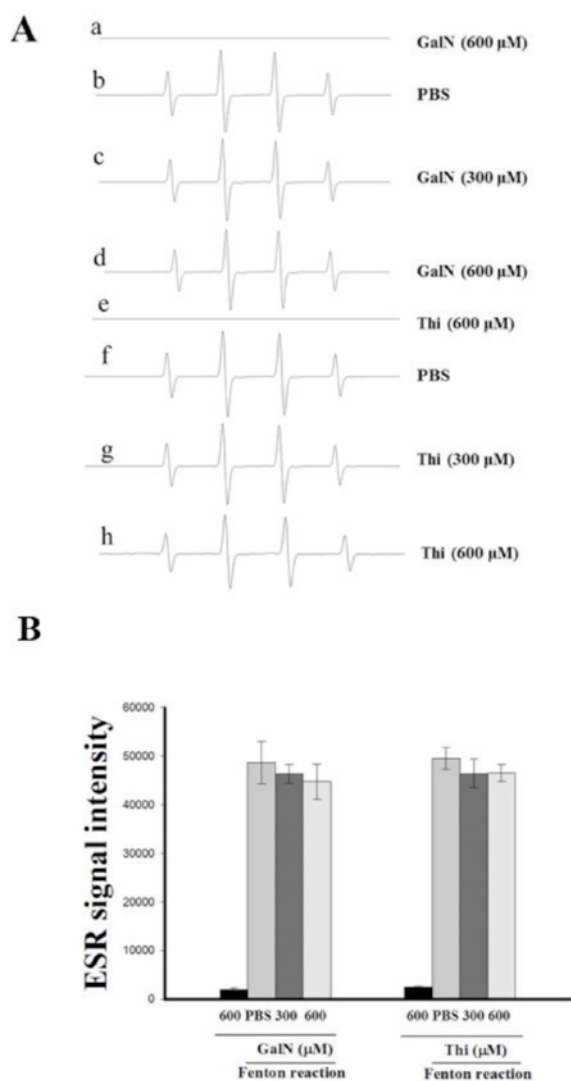 A
a
GalN (600 µM)
b
PBS
c
GalN (300 µM)
d
GalN (600 µM)
e
Thi (600 µM)
f
PBS
g
Thi (300 µM)
h
Thi (600 µM)
B
ESR signal intensity
60000
50000
40000
30000
20000
10000
0
600 PBS 300 600
600 PBS 300 600
GalN (µM)
Thi (µM)
Fenton reaction
Fenton reaction